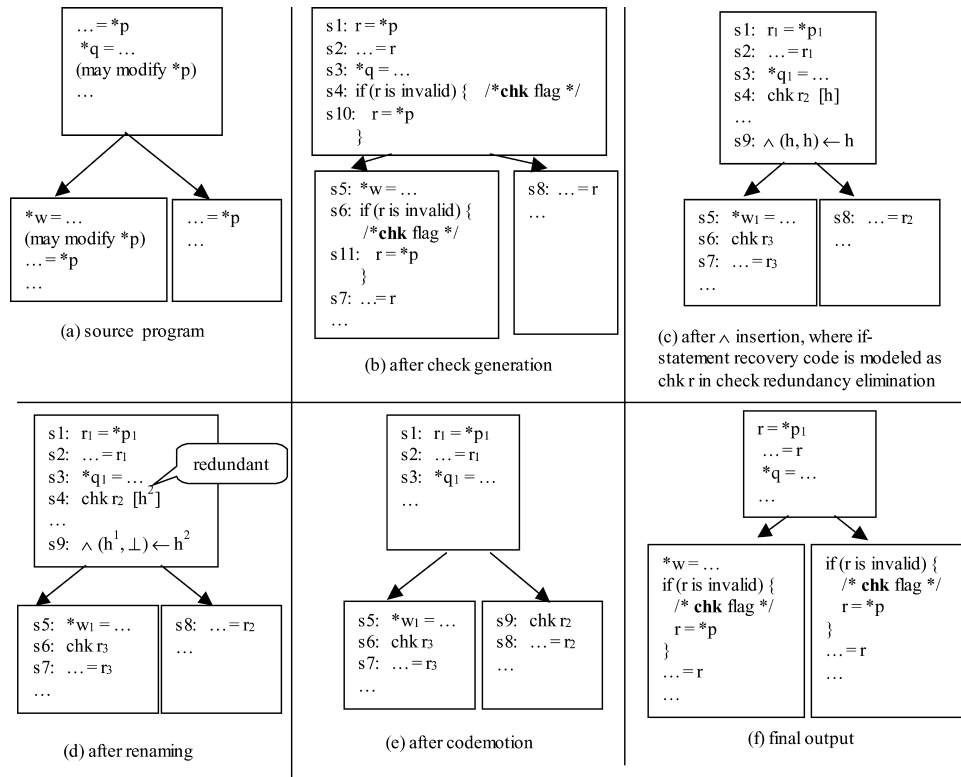 … = *p
*q = …
(may modify *p)
…
*w = …
(may modify *p)
… = *p
…
… = *p
…
(a) source program
s1: r = *p
s2: … = r
s3: *q = …
s4: if (r is invalid) { /*chk flag */
s10: r = *p
}
s5: *w = …
s6: if (r is invalid) {
/*chk flag */
s11: r = *p
}
s7: … = r
…
s8: … = r
…
(b) after check generation
s1: r₁ = *p₁
s2: … = r₁
s3: *q₁ = …
s4: chk r₂ [h]
…
s9: ∧ (h, h) ← h
s5: *w₁ = …
s6: chk r₃
s7: … = r₃
…
s8: … = r₂
…
(c) after ∧ insertion, where if-
statement recovery code is modeled as
chk r in check redundancy elimination
s1: r₁ = *p₁
s2: … = r₁
s3: *q₁ = …
s4: chk r₂ [h²]
…
s9: ∧ (h¹, ⊥) ← h²
redundant
s5: *w₁ = …
s6: chk r₃
s7: … = r₃
…
s8: … = r₂
…
(d) after renaming
s1: r₁ = *p₁
s2: … = r₁
s3: *q₁ = …
…
s5: *w₁ = …
s6: chk r₃
s7: … = r₃
…
s9: chk r₂
s8: … = r₂
…
(e) after codemotion
r = *p₁
… = r
*q = …
…
*w = …
if (r is invalid) {
/* chk flag */
r = *p
}
… = r
…
if (r is invalid) {
/* chk flag */
r = *p
}
… = r
…
(f) final output